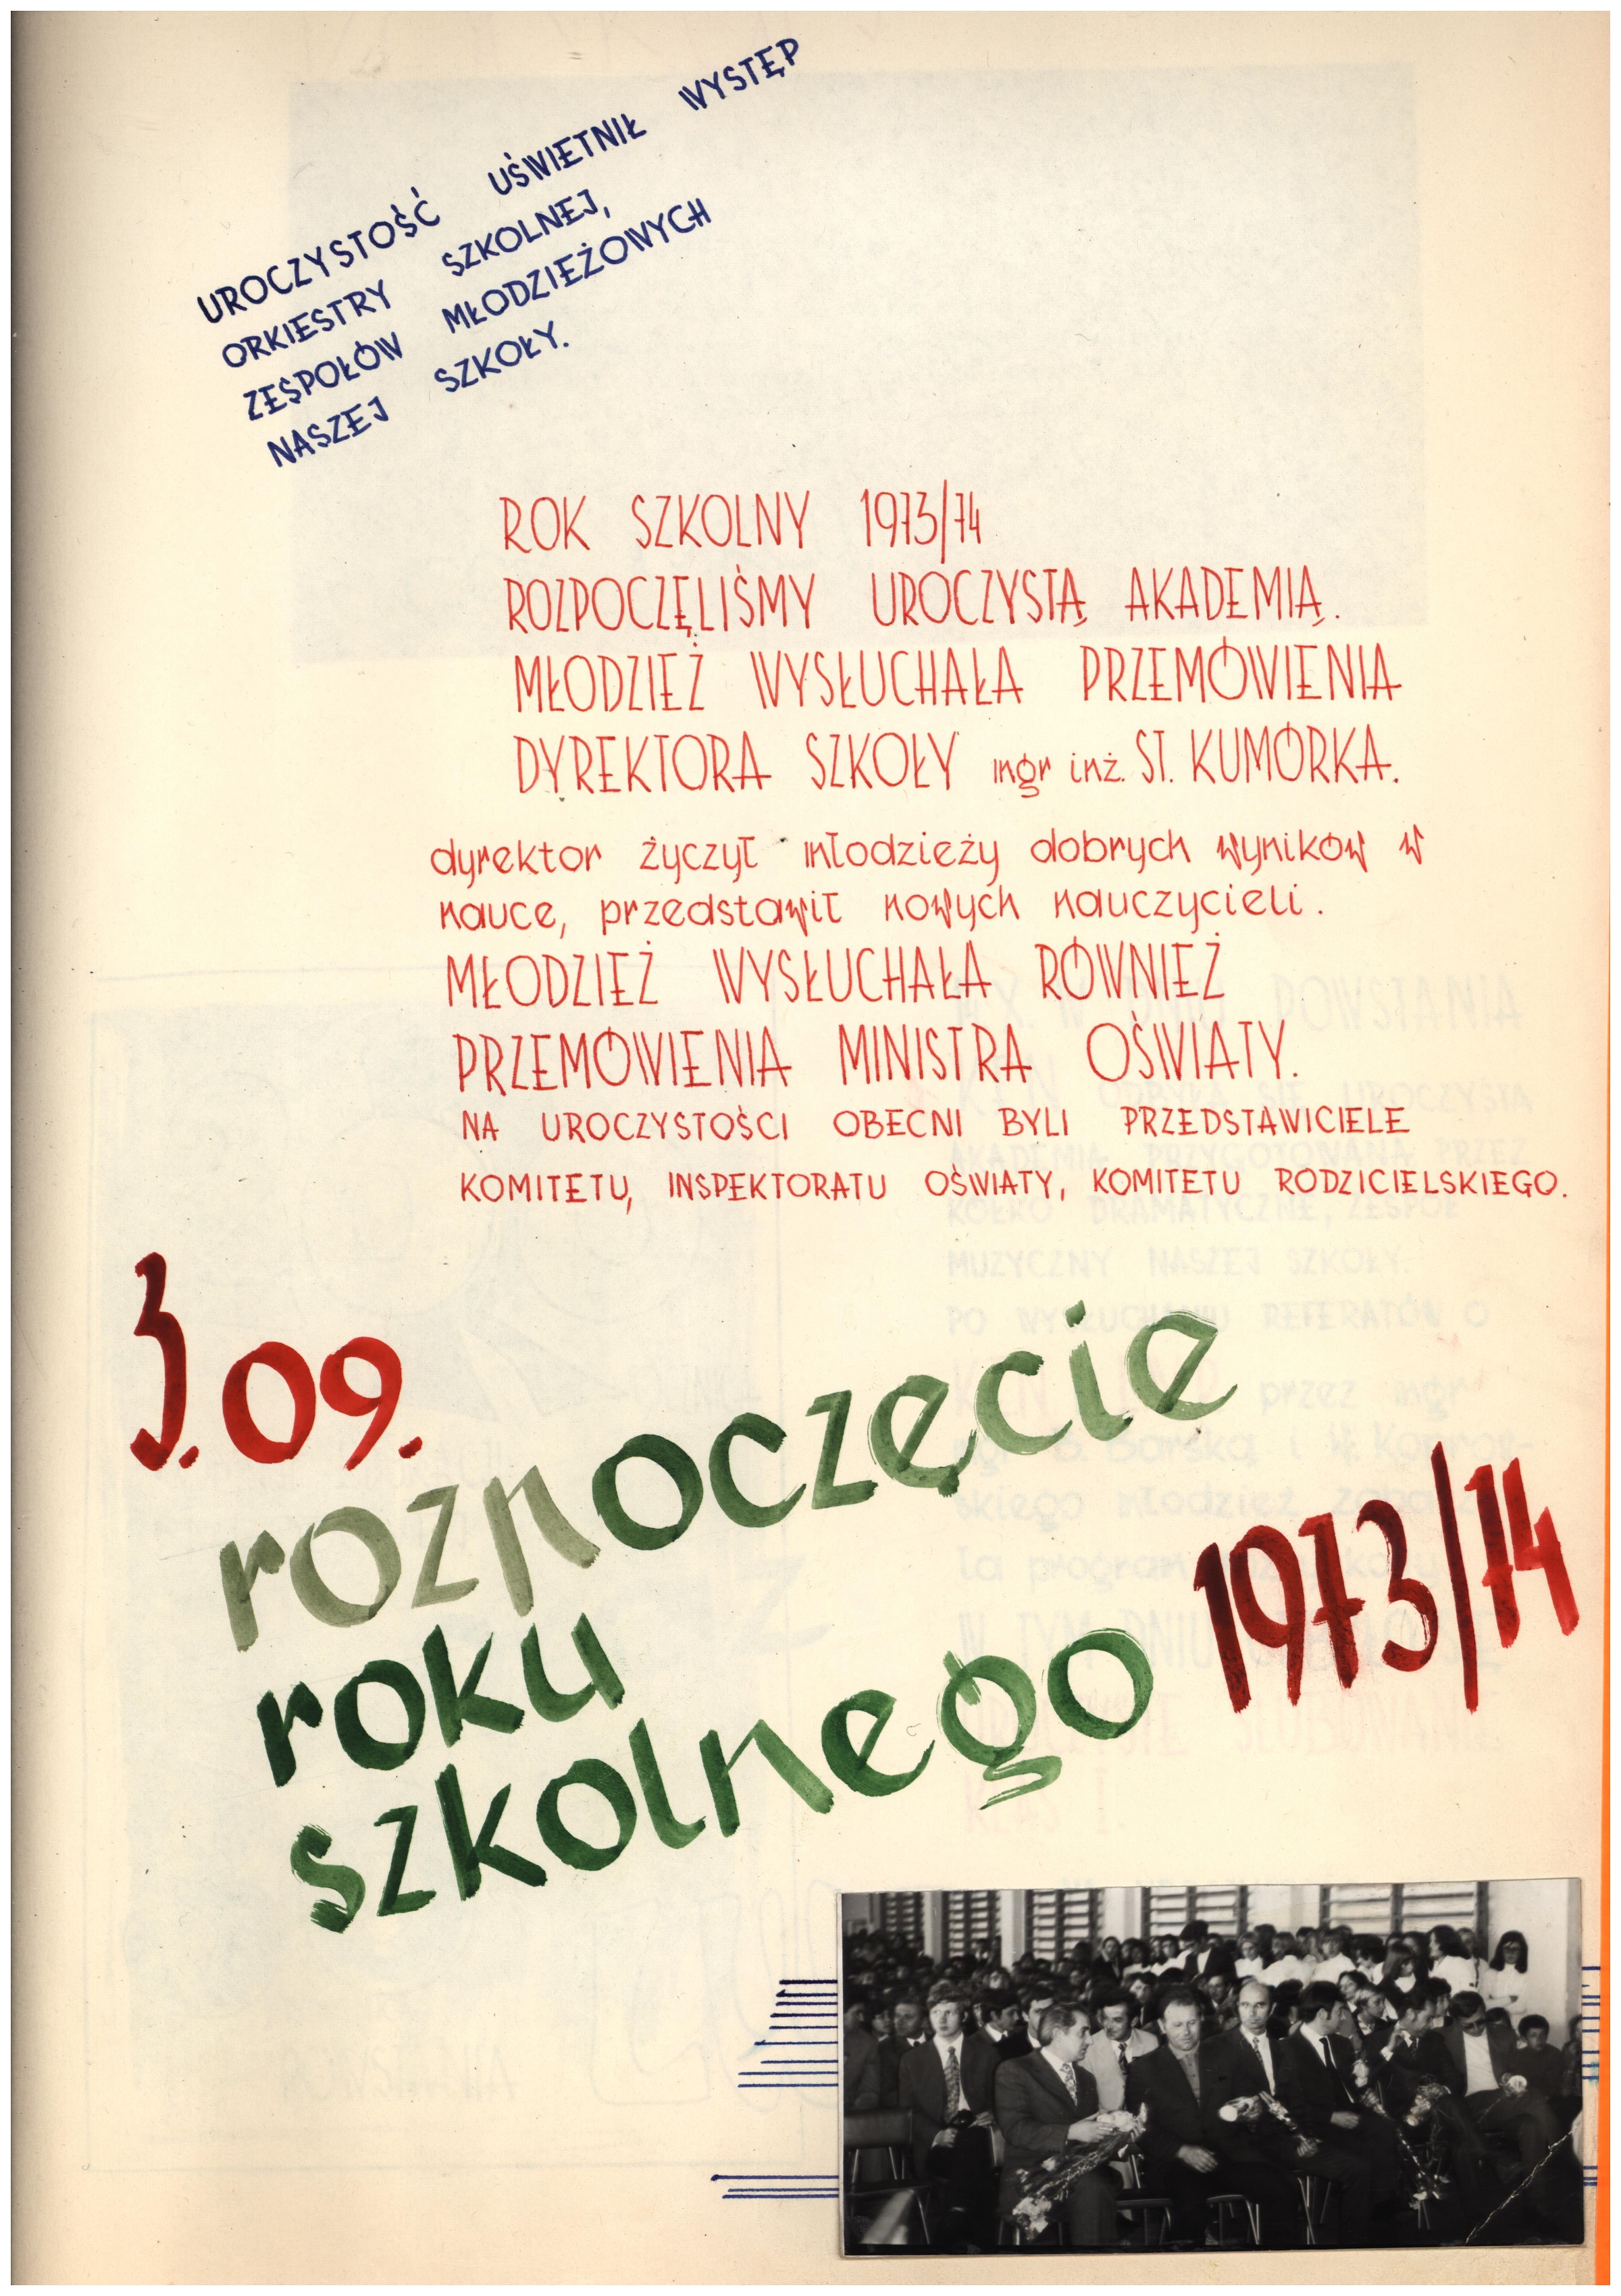 UROCZYSTOŚĆ UŚWIETNIŁ WYSTĘP
ORKIESTRY SZKOLNEJ,
ZESPOŁÓW MŁODZIEŻOWYCH
NASZEJ SZKOŁY.
ROK SZKOLNY 1973/74
ROZPOCZĘLIŚMY UROCZYSTĄ AKADEMIĄ.
MŁODZIEŻ WYSŁUCHAŁA PRZEMÓWIENIA
DYREKTORA SZKOŁY mgr inż. ST. KUMÓRKA.
dyrektor życzył młodzieży dobrych wyników w
nauce, przedstawił nowych nauczycieli.
MŁODZIEŻ WYSŁUCHAŁA RÓWNIEŻ
PRZEMÓWIENIA MINISTRA OŚWIATY.
NA UROCZYSTOŚCI OBECNI BYLI PRZEDSTAWICIELE
KOMITETU, INSPEKTORATU OŚWIATY, KOMITETU RODZICIELSKIEGO.
3.09.
rozpoczęcie
roku
szkolnego 1973/74